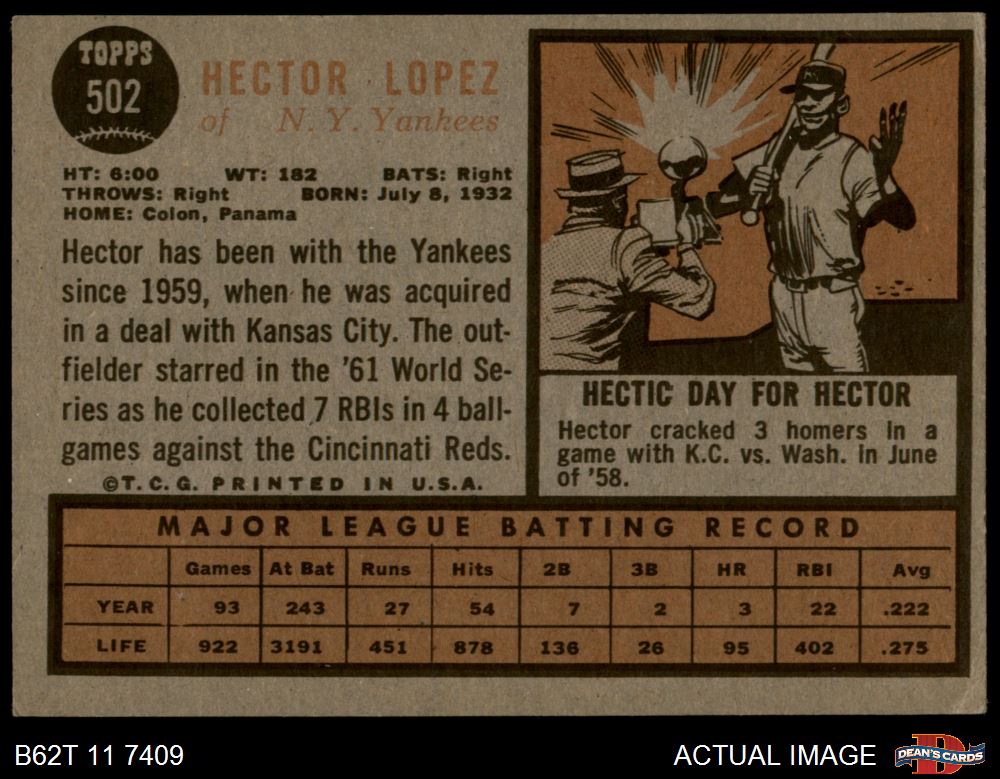 TOPPS
502
HECTOR LOPEZ
of N. Y. Yankees
HT: 6:00 WT: 182 BATS: Right
THROWS: Right BORN: July 8, 1932
HOME: Colon, Panama
Hector has been with the Yankees
since 1959, when he was acquired
in a deal with Kansas City. The out-
fielder starred in the '61 World Se-
ries as he collected 7 RBIs in 4 ball-
games against the Cincinnati Reds.
©T. C. G. PRINTED IN U.S.A.
HECTIC DAY FOR HECTOR
Hector cracked 3 homers in a
game with K.C. vs. Wash. in June
of '58.
MAJOR LEAGUE BATTING RECORD
Games At Bat Runs Hits 2B 3B HR RBI Avg
YEAR 93 243 27 54 7 2 3 22 .222
LIFE 922 3191 451 878 136 26 95 402 .275
B62T 11 7409
ACTUAL IMAGE
D
DEAN'S CARDS